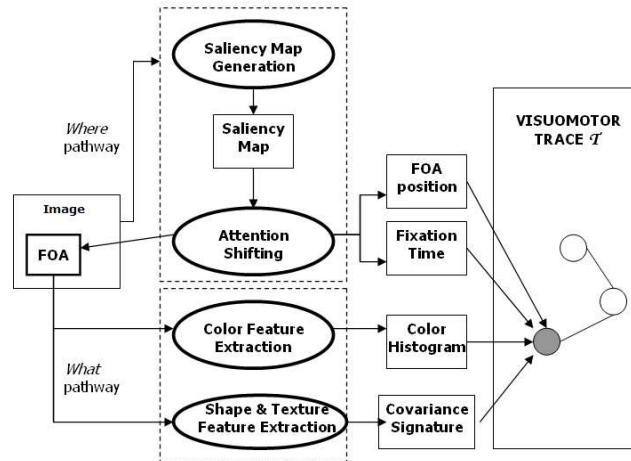 Saliency Map
Generation
Where
pathway
Saliency
Map
VISUOMOTOR
TRACE 𝒯
FOA
position
Image
FOA
Attention
Shifting
Fixation
Time
Color Feature
Extraction
Color
Histogram
What
pathway
Shape & Texture
Feature Extraction
Covariance
Signature